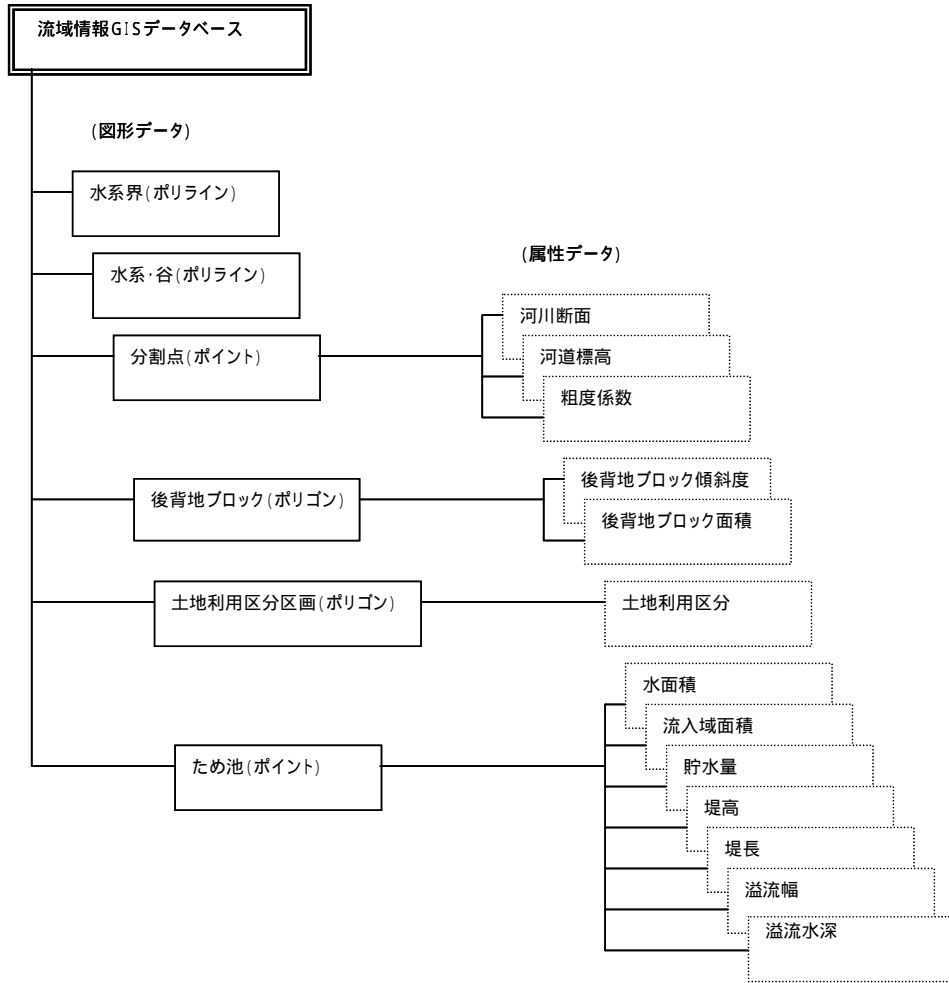 流域情報GISデータベース
(図形データ)
水系界(ポリライン)
水系・谷(ポリライン)
(属性データ)
分割点(ポイント)
河川断面
河道標高
粗度係数
後背地ブロック(ポリゴン)
後背地ブロック傾斜度
後背地ブロック面積
土地利用区分区画(ポリゴン)
土地利用区分
ため池(ポイント)
水面積
流入域面積
貯水量
堤高
堤長
溢流幅
溢流水深